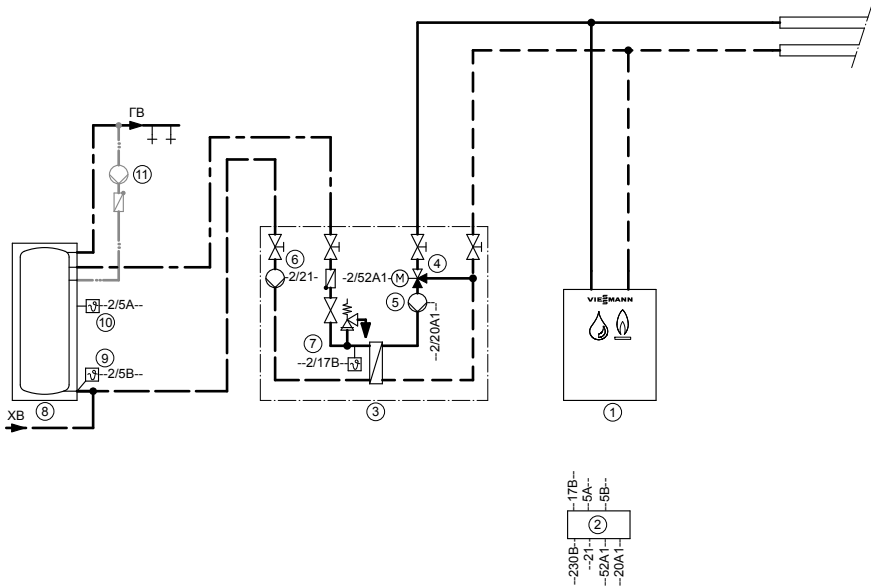 ГВ
11
6
4
2/21-
-2/52A1-
M
--2/5A--
5
10
--2/20A1--
7
9
--2/17B--
--2/5B--
VIESMANN
8
3
1
ХВ
--17B--
--5A--
--5B--
2
--230B--
--21--
--52A1--
--20A1--